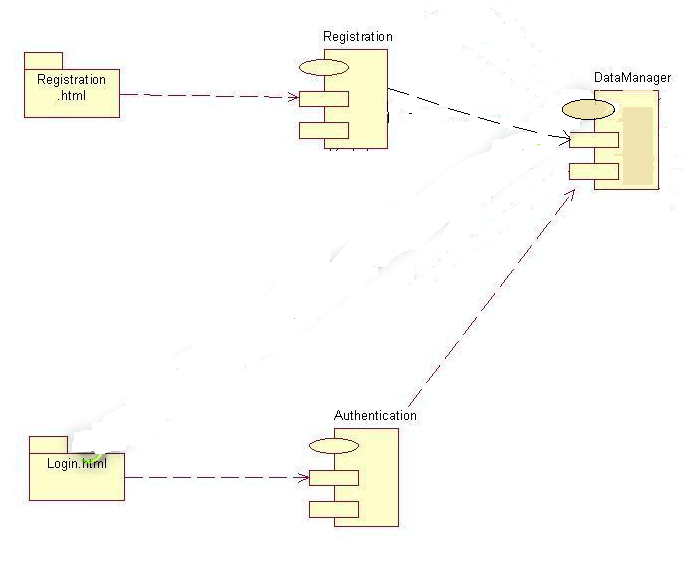 Registration
DataManager
Registration
.html
Authentication
Login.html